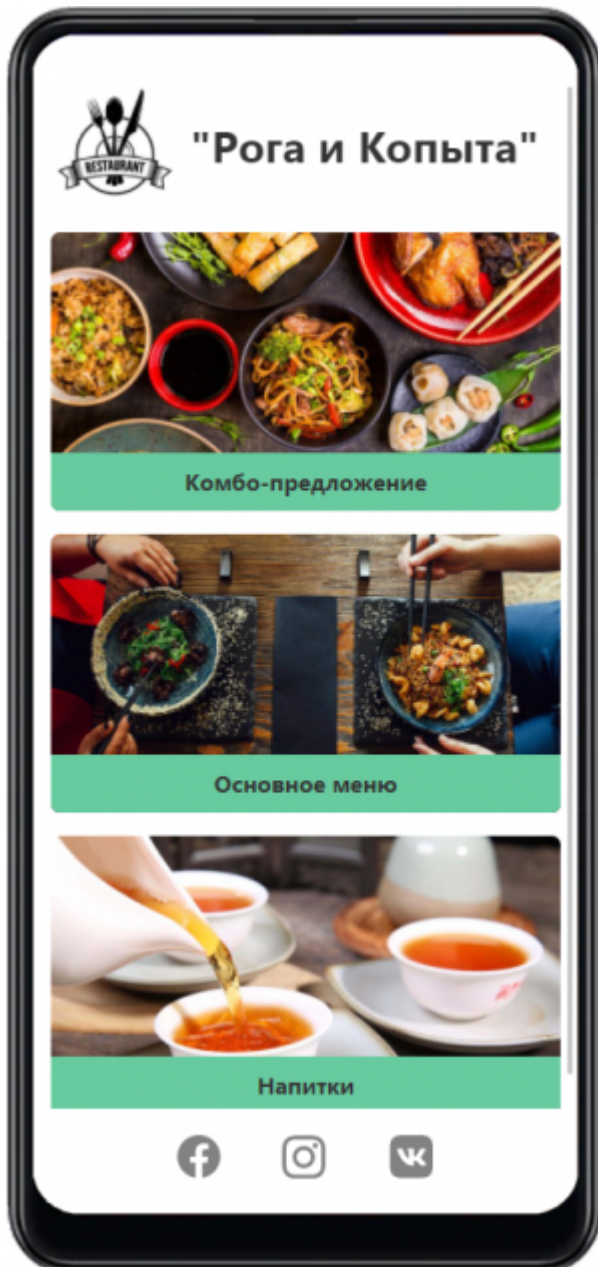 RESTAURANT
"Рога и Копыта"
Комбо-предложение
Основное меню
Напитки